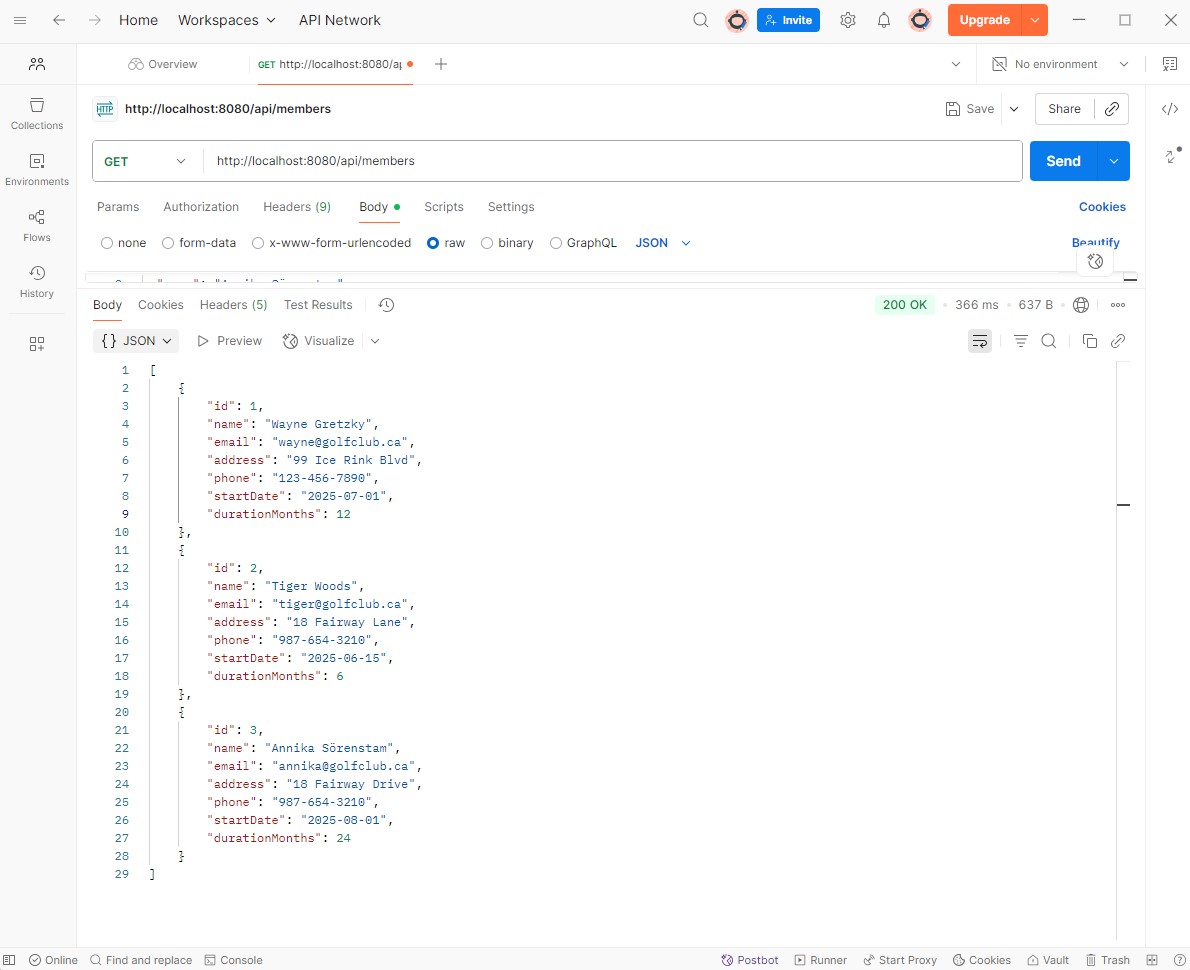 Home Workspaces API Network Invite Upgrade
Overview GET http://localhost:8080/ap No environment
HTTP http://localhost:8080/api/members Save Share
Collections
GET http://localhost:8080/api/members Send
Environments
Params Authorization Headers (9) Body Scripts Settings Cookies
Flows
none form-data x-www-form-urlencoded raw binary GraphQL JSON Beautify
History
Body Cookies Headers (5) Test Results 200 OK 366 ms 637 B
{} JSON Preview Visualize
1 [
2 {
3 "id": 1,
4 "name": "Wayne Gretzky",
5 "email": "wayne@golfclub.ca",
6 "address": "99 Ice Rink Blvd",
7 "phone": "123-456-7890",
8 "startDate": "2025-07-01",
9 "durationMonths": 12
10 },
11 {
12 "id": 2,
13 "name": "Tiger Woods",
14 "email": "tiger@golfclub.ca",
15 "address": "18 Fairway Lane",
16 "phone": "987-654-3210",
17 "startDate": "2025-06-15",
18 "durationMonths": 6
19 },
20 {
21 "id": 3,
22 "name": "Annika Sörenstam",
23 "email": "annika@golfclub.ca",
24 "address": "18 Fairway Drive",
25 "phone": "987-654-3210",
26 "startDate": "2025-08-01",
27 "durationMonths": 24
28 }
29 ]
Online Find and replace Console Postbot Runner Start Proxy Cookies Vault Trash